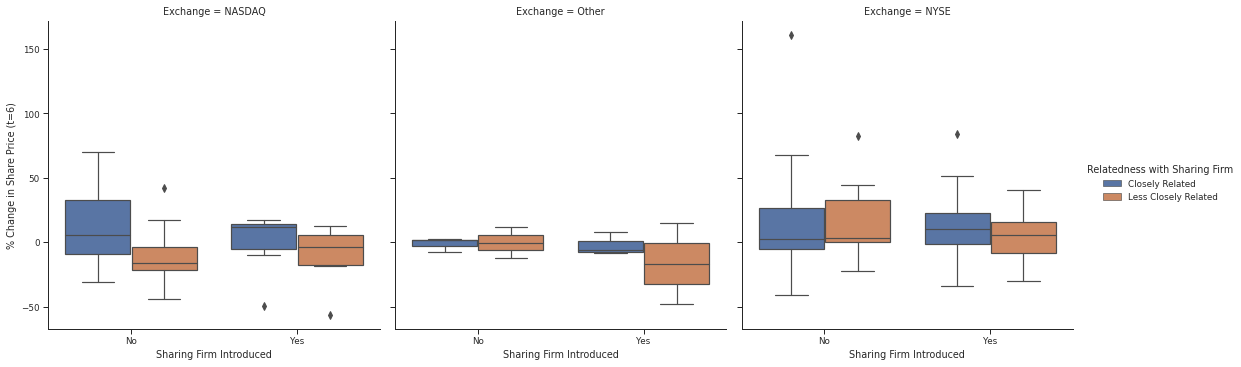 Exchange = NASDAQ
Exchange = Other
Exchange = NYSE
% Change in Share Price (t=6)
150
100
50
0
−50
No
Yes
No
Yes
No
Yes
Sharing Firm Introduced
Sharing Firm Introduced
Sharing Firm Introduced
Relatedness with Sharing Firm
Closely Related
Less Closely Related